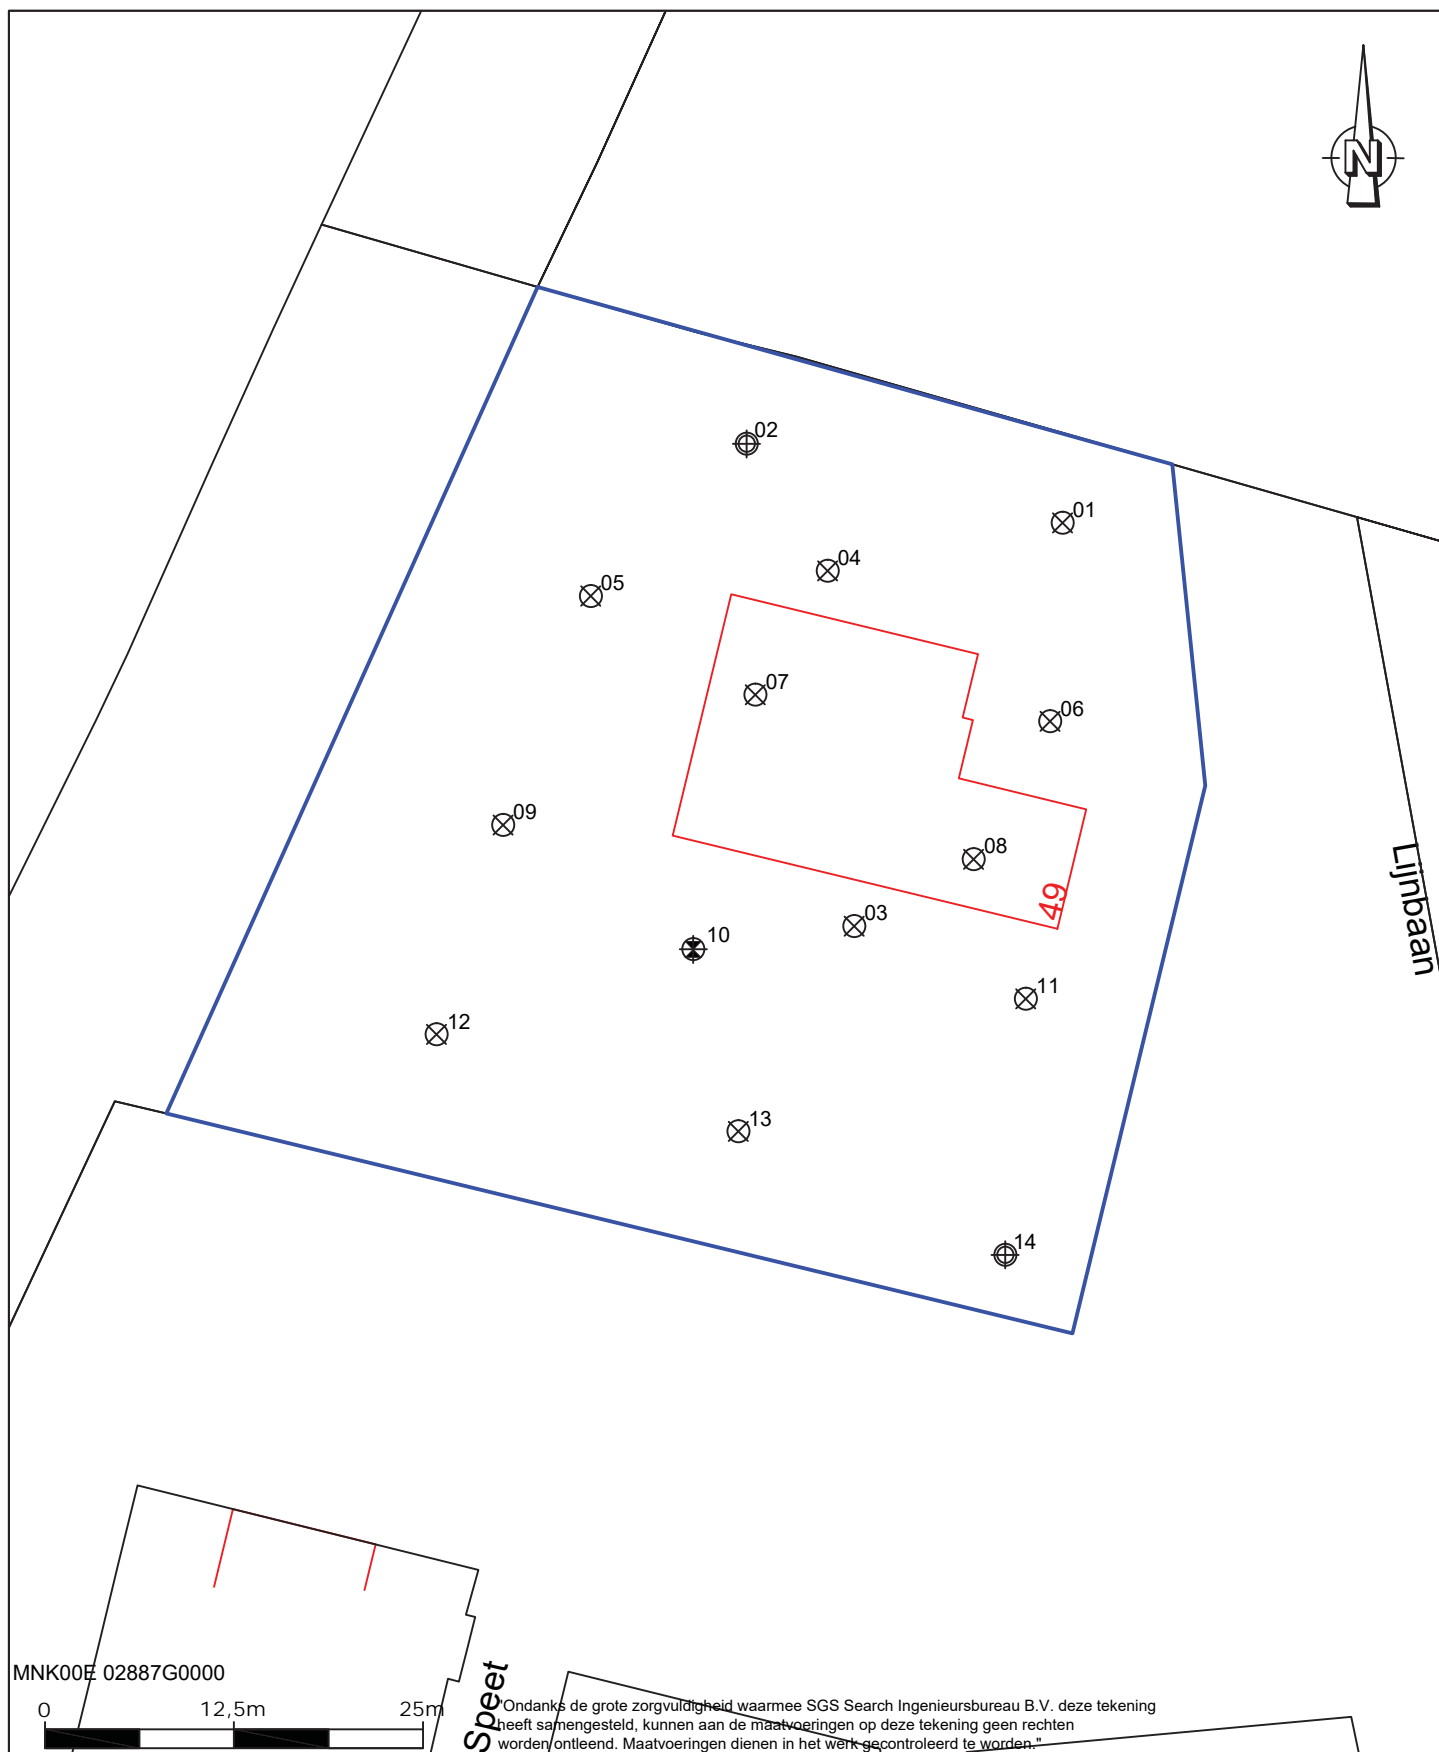 N
02
01
04
05
07
06
09
08
49
03
10
11
12
13
14
Lijnbaan
Speet
MNK00E 02887G0000
0 12,5m 25m
"Ondanks de grote zorgvuldigheid waarmee SGS Search Ingenieursbureau B.V. deze tekening
heeft samengesteld, kunnen aan de maatvoeringen op deze tekening geen rechten
worden ontleend. Maatvoeringen dienen in het werk gecontroleerd te worden."